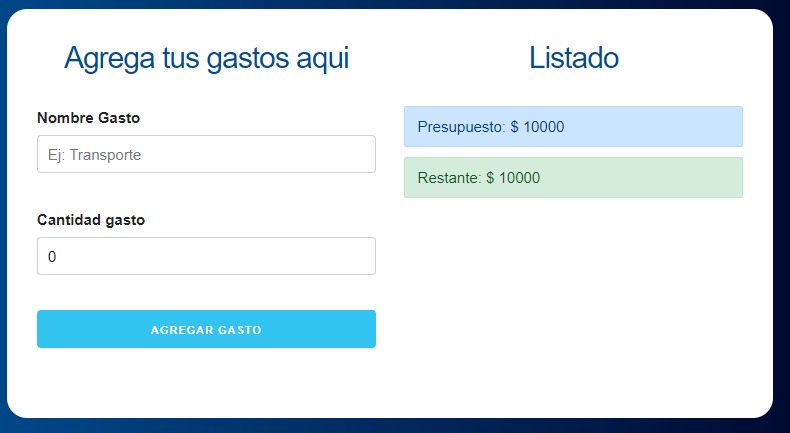 Agrega tus gastos aqui
Nombre Gasto
Ej: Transporte
Cantidad gasto
0
AGREGAR GASTO
Listado
Presupuesto: $ 10000
Restante: $ 10000